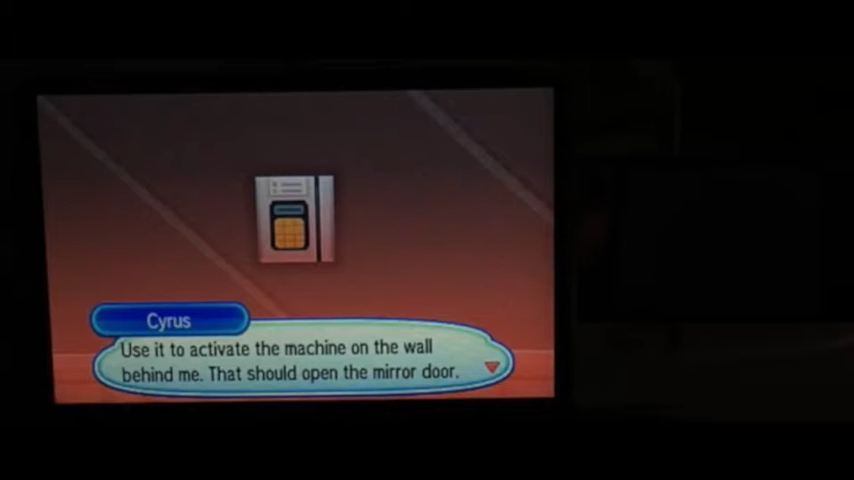 Cyrus
Use it to activate the machine on the wall
behind me. That should open the mirror door.